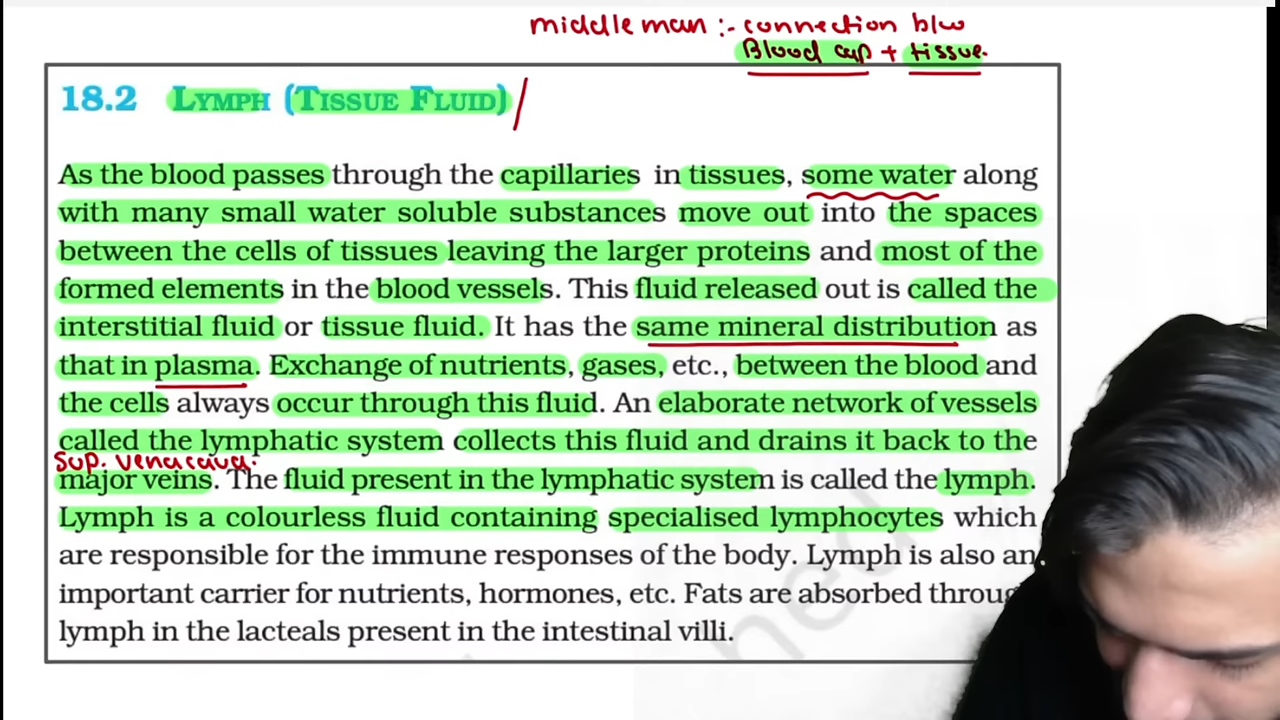 middle man :- connection b/w
Blood cap + tissue.
18.2 LYMPH (TISSUE FLUID)
As the blood passes through the capillaries in tissues, some water along
with many small water soluble substances move out into the spaces
between the cells of tissues leaving the larger proteins and most of the
formed elements in the blood vessels. This fluid released out is called the
interstitial fluid or tissue fluid. It has the same mineral distribution as
that in plasma. Exchange of nutrients, gases, etc., between the blood and
the cells always occur through this fluid. An elaborate network of vessels
called the lymphatic system collects this fluid and drains it back to the
Sup. venacava.
major veins. The fluid present in the lymphatic system is called the lymph.
Lymph is a colourless fluid containing specialised lymphocytes which
are responsible for the immune responses of the body. Lymph is also an
important carrier for nutrients, hormones, etc. Fats are absorbed
lymph in the lacteals present in the intestinal villi.